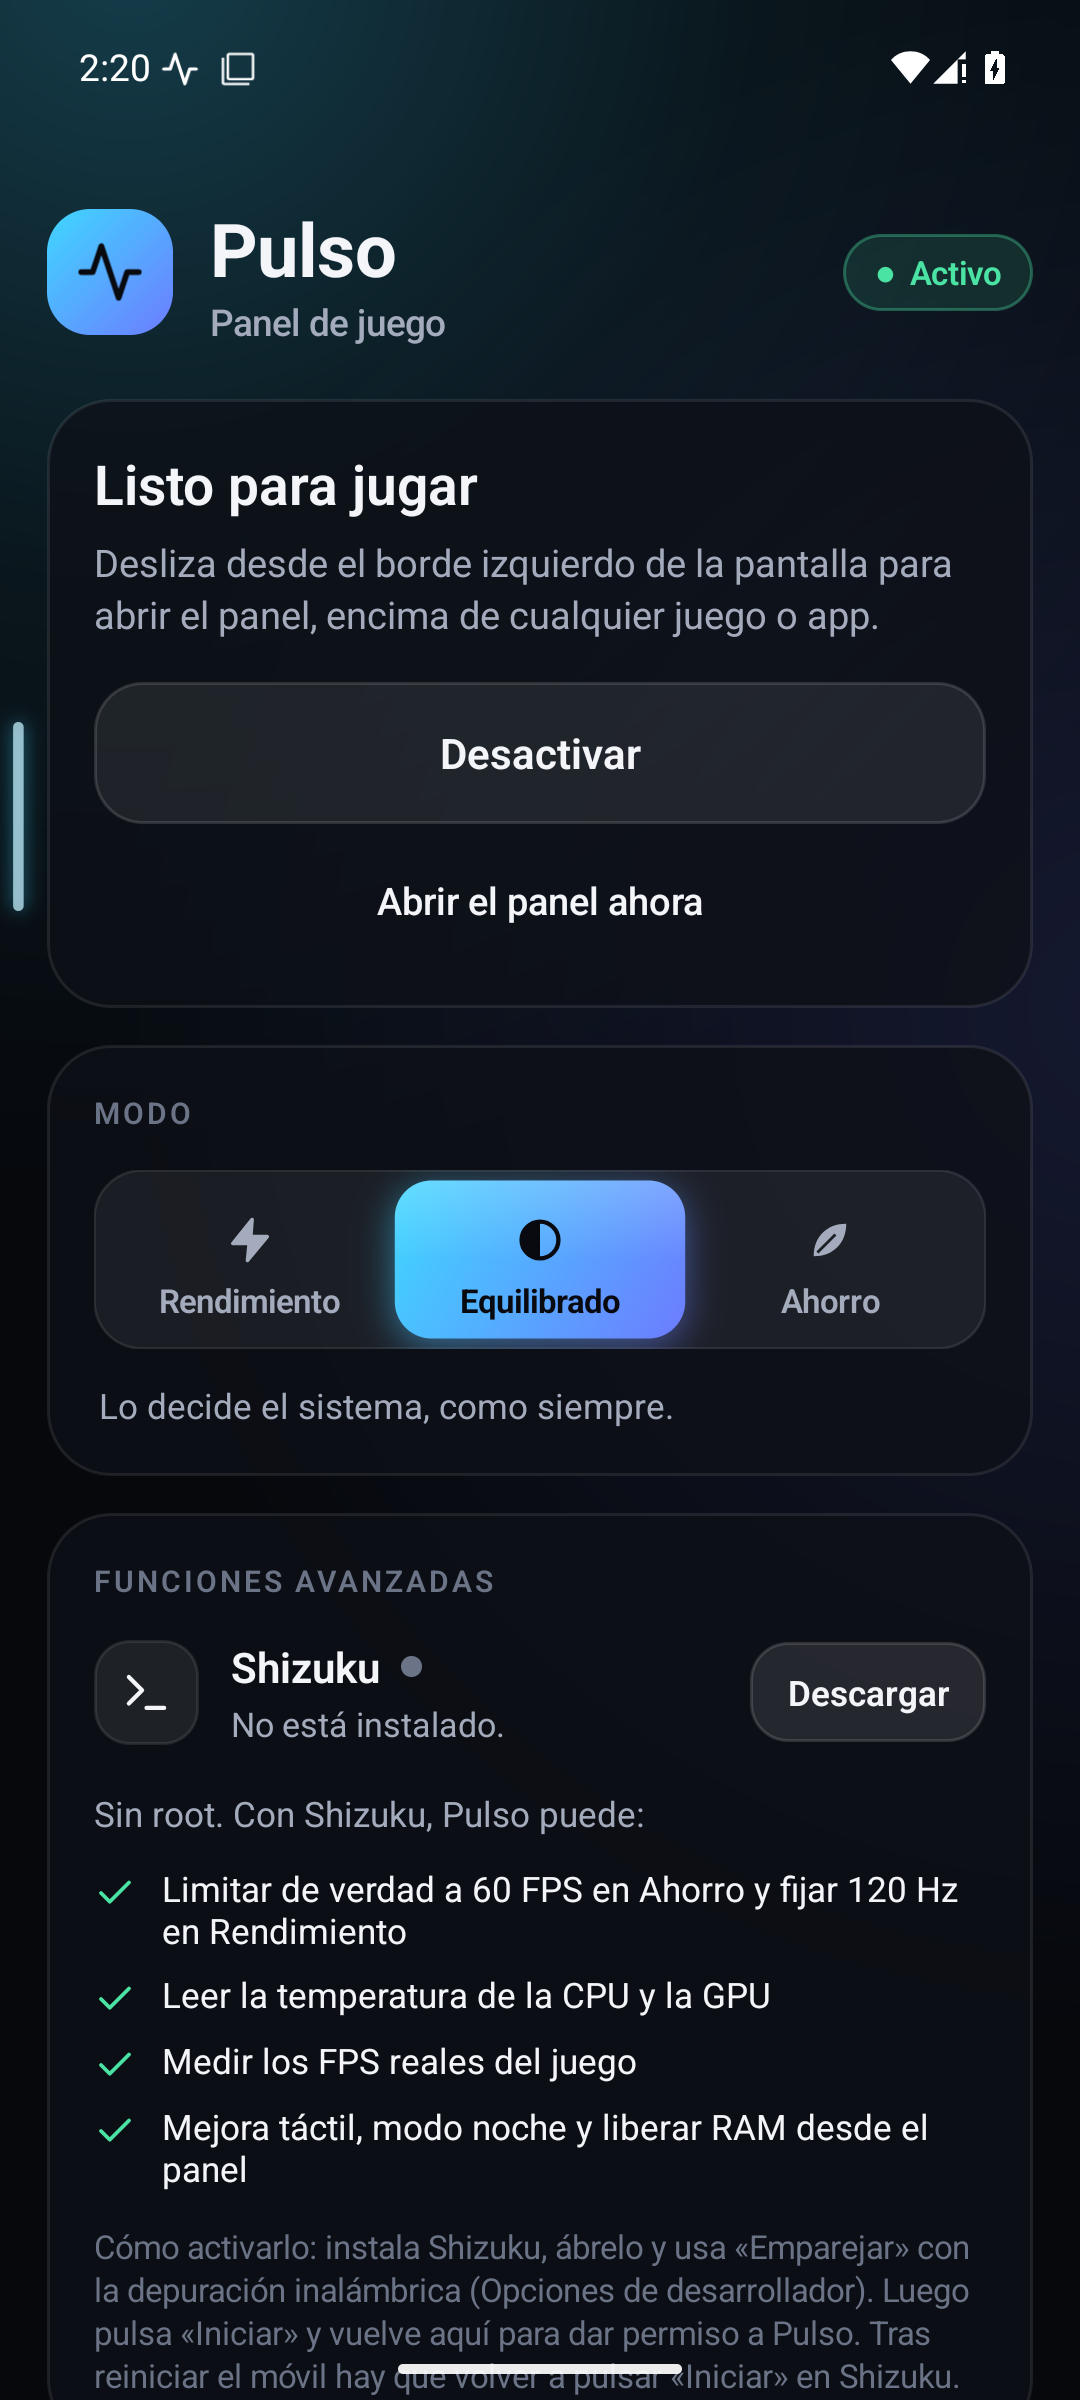 2:20
Pulso
Panel de juego
Activo
Listo para jugar
Desliza desde el borde izquierdo de la pantalla para
abrir el panel, encima de cualquier juego o app.
Desactivar
Abrir el panel ahora
MODO
Rendimiento
Equilibrado
Ahorro
Lo decide el sistema, como siempre.
FUNCIONES AVANZADAS
Shizuku
No está instalado.
Descargar
Sin root. Con Shizuku, Pulso puede:
Limitar de verdad a 60 FPS en Ahorro y fijar 120 Hz
en Rendimiento
Leer la temperatura de la CPU y la GPU
Medir los FPS reales del juego
Mejora táctil, modo noche y liberar RAM desde el
panel
Cómo activarlo: instala Shizuku, ábrelo y usa «Emparejar» con
la depuración inalámbrica (Opciones de desarrollador). Luego
pulsa «Iniciar» y vuelve aquí para dar permiso a Pulso. Tras
reiniciar el móvil hay que volver a pulsar «Iniciar» en Shizuku.